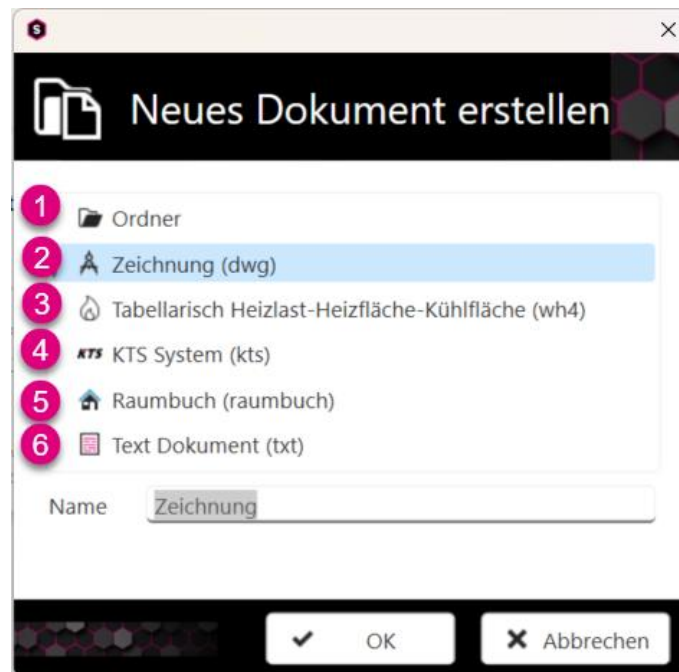 S
Neues Dokument erstellen
1 Ordner
2 Zeichnung (dwg)
3 Tabellarisch Heizlast-Heizfläche-Kühlfläche (wh4)
4 KTS KTS System (kts)
5 Raumbuch (raumbuch)
6 Text Dokument (txt)
Name Zeichnung
OK Abbrechen